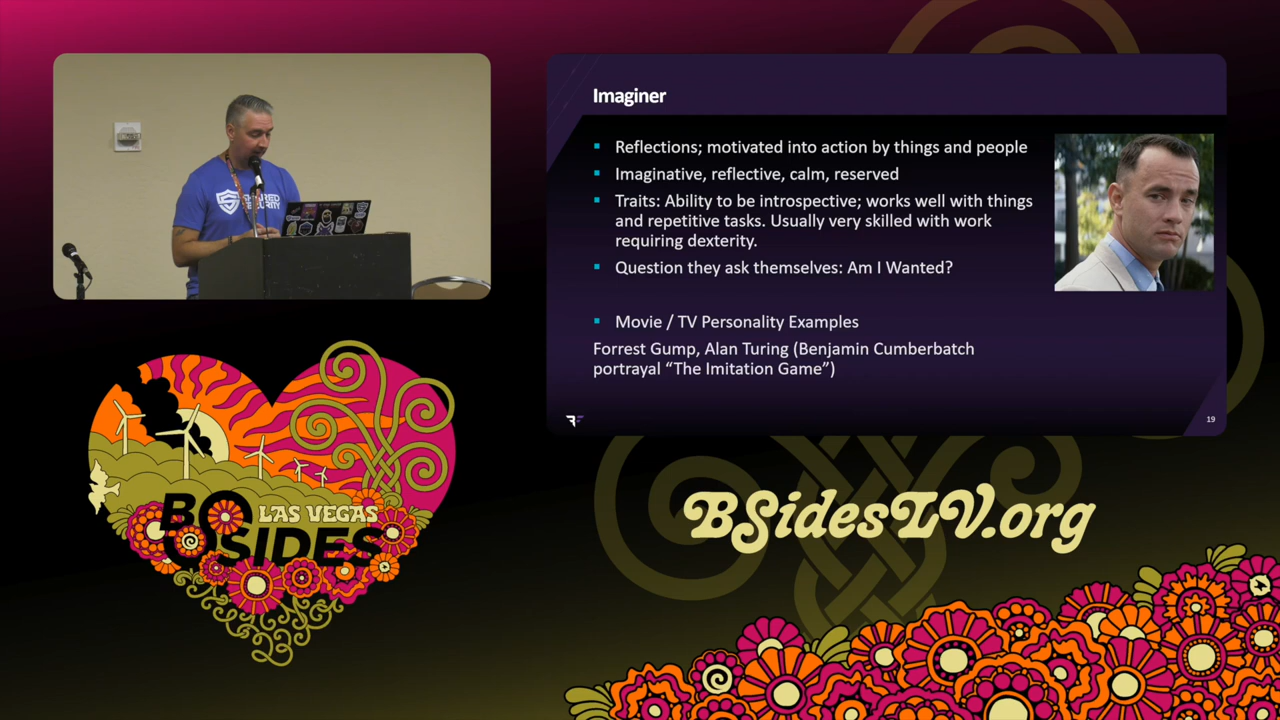 SHARED
SECURITY
Imaginer
Reflections; motivated into action by things and people
Imaginative, reflective, calm, reserved
Traits: Ability to be introspective; works well with things
and repetitive tasks. Usually very skilled with work
requiring dexterity.
Question they ask themselves: Am I Wanted?
Movie / TV Personality Examples
Forrest Gump, Alan Turing (Benjamin Cumberbatch
portrayal “The Imitation Game”)
19
LAS VEGAS
BSIDES
BSidesLV.org